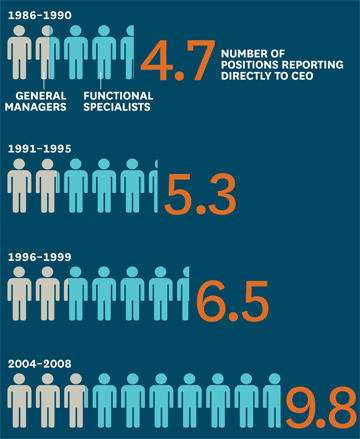 1986–1990
4.7
NUMBER OF
POSITIONS REPORTING
DIRECTLY TO CEO
GENERAL
MANAGERS
FUNCTIONAL
SPECIALISTS
1991–1995
5.3
1996–1999
6.5
2004–2008
9.8